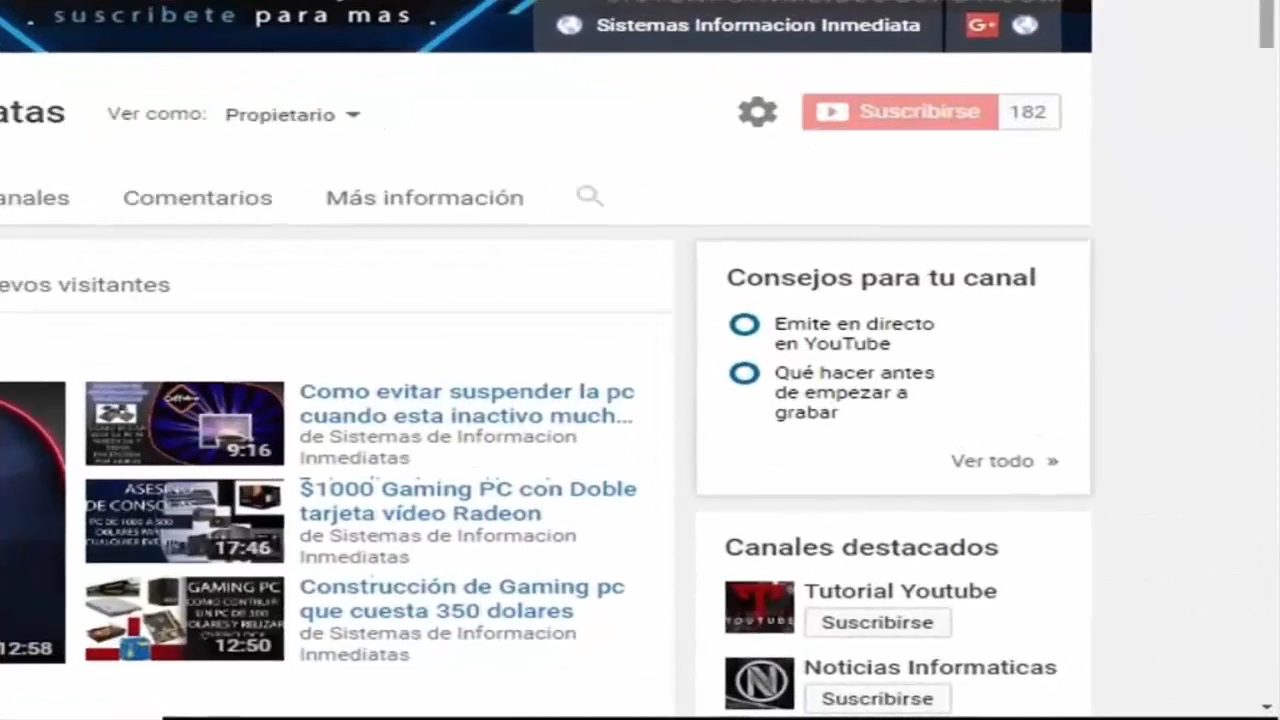 . suscribete para mas .
Sistemas Informacion Inmediata
G+
atas
Ver como: Propietario
Suscribirse 182
anales Comentarios Más información
evos visitantes
Consejos para tu canal
Emite en directo
en YouTube
Qué hacer antes
de empezar a
grabar
Ver todo »
12:58
9:16
Como evitar suspender la pc
cuando esta inactivo much...
de Sistemas de Informacion
Inmediatas
ASESINO
DE CONSOLAS
17:46
$1000 Gaming PC con Doble
tarjeta vídeo Radeon
de Sistemas de Informacion
Inmediatas
GAMING PC
12:50
Construcción de Gaming pc
que cuesta 350 dolares
de Sistemas de Informacion
Inmediatas
Canales destacados
YOUTUBE
Tutorial Youtube
Suscribirse
N
Noticias Informaticas
Suscribirse